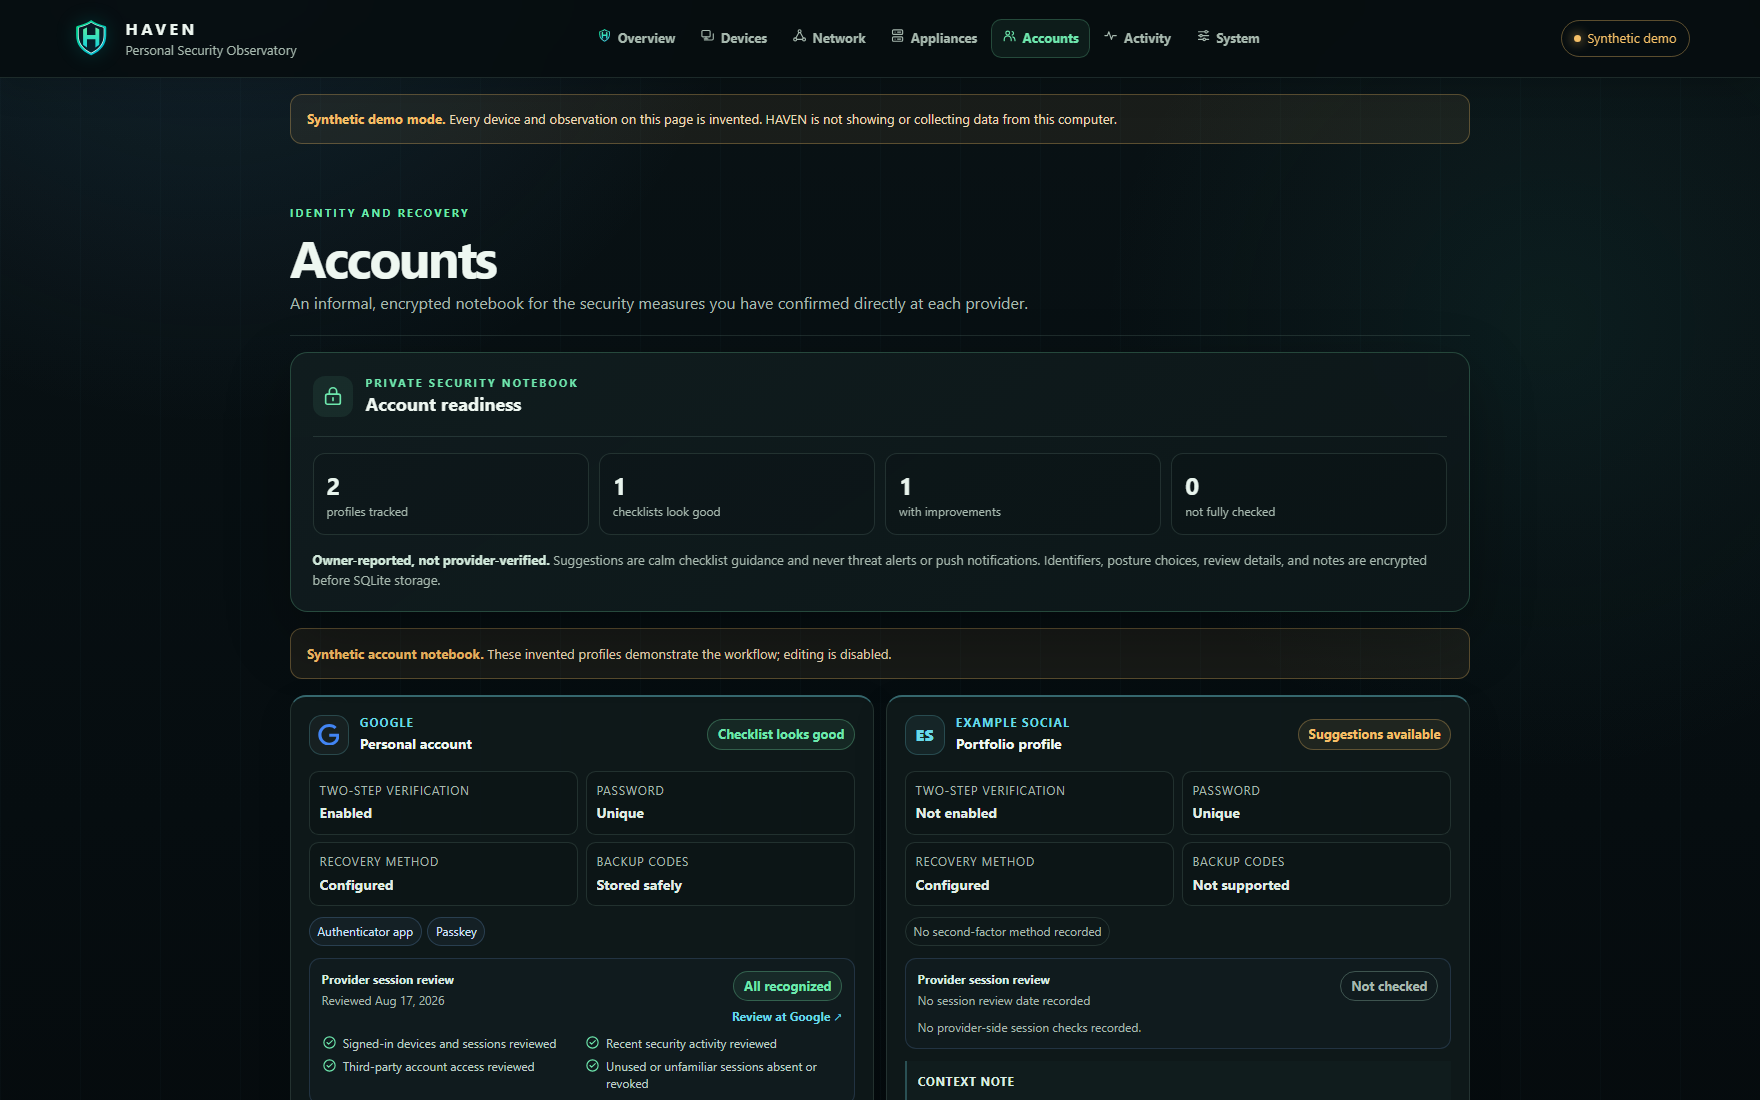 HAVEN
Personal Security Observatory
Overview
Devices
Network
Appliances
Accounts
Activity
System
Synthetic demo
Synthetic demo mode. Every device and observation on this page is invented. HAVEN is not showing or collecting data from this computer.
IDENTITY AND RECOVERY
Accounts
An informal, encrypted notebook for the security measures you have confirmed directly at each provider.
PRIVATE SECURITY NOTEBOOK
Account readiness
2
profiles tracked
1
checklists look good
1
with improvements
0
not fully checked
Owner-reported, not provider-verified. Suggestions are calm checklist guidance and never threat alerts or push notifications. Identifiers, posture choices, review details, and notes are encrypted
before SQLite storage.
Synthetic account notebook. These invented profiles demonstrate the workflow; editing is disabled.
GOOGLE
Personal account
Checklist looks good
TWO-STEP VERIFICATION
Enabled
PASSWORD
Unique
RECOVERY METHOD
Configured
BACKUP CODES
Stored safely
Authenticator app
Passkey
Provider session review
Reviewed Aug 17, 2026
All recognized
Review at Google ↗
Signed-in devices and sessions reviewed
Recent security activity reviewed
Third-party account access reviewed
Unused or unfamiliar sessions absent or
revoked
ES
EXAMPLE SOCIAL
Portfolio profile
Suggestions available
TWO-STEP VERIFICATION
Not enabled
PASSWORD
Unique
RECOVERY METHOD
Configured
BACKUP CODES
Not supported
No second-factor method recorded
Provider session review
No session review date recorded
Not checked
No provider-side session checks recorded.
CONTEXT NOTE